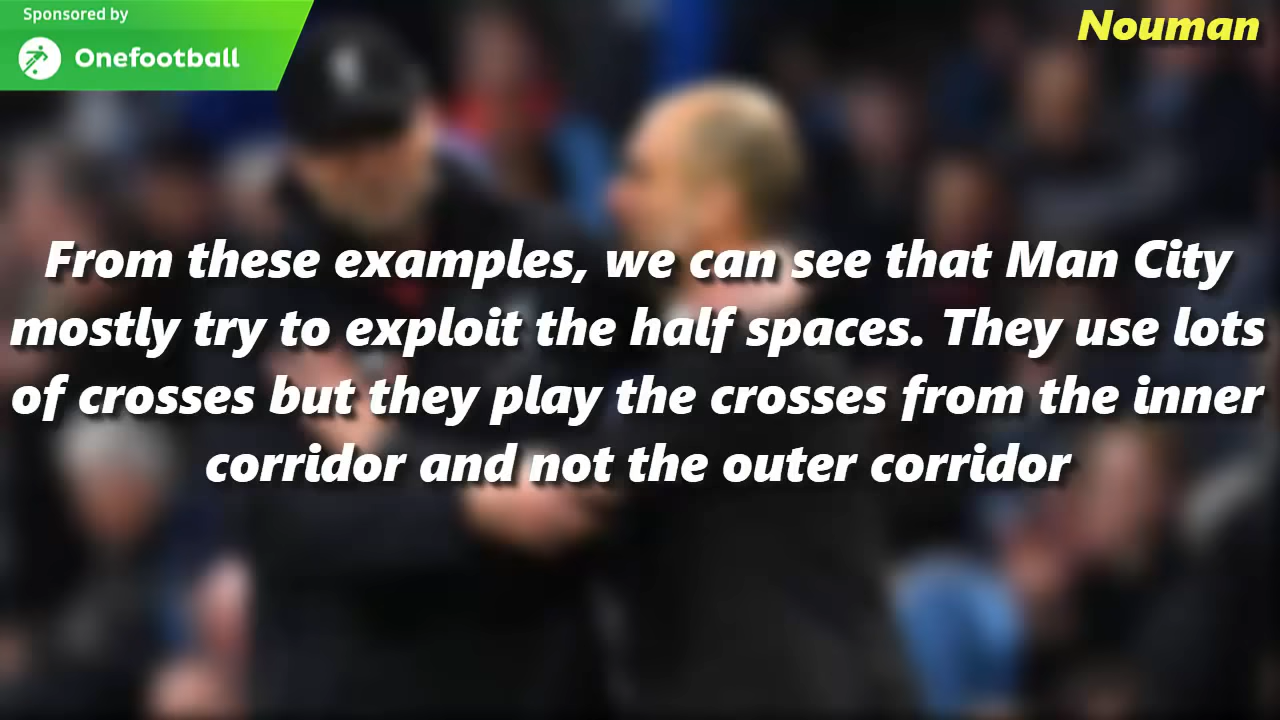 Sponsored by
Onefootball
Nouman
From these examples, we can see that Man City
mostly try to exploit the half spaces. They use lots
of crosses but they play the crosses from the inner
corridor and not the outer corridor